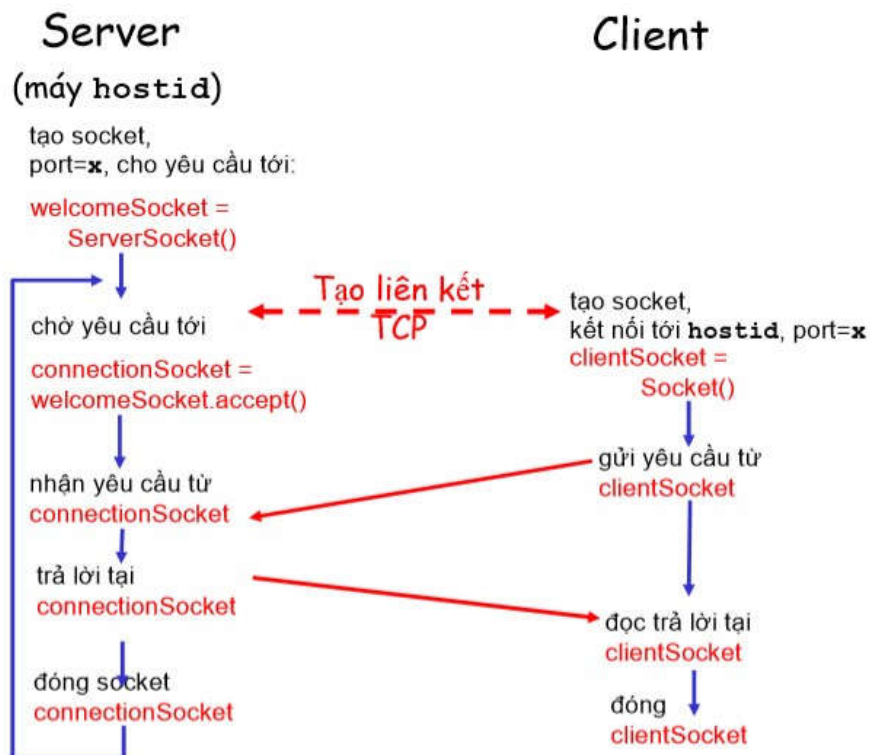 Server
(máy hostid)
tạo socket,
port=x, cho yêu cầu tới:
welcomeSocket =
ServerSocket()
chờ yêu cầu tới
connectionSocket =
welcomeSocket.accept()
nhận yêu cầu từ
connectionSocket
trả lời tại
connectionSocket
đóng socket
connectionSocket
Tạo liên kết
TCP
Client
tạo socket,
kết nối tới hostid, port=x
clientSocket =
Socket()
gửi yêu cầu từ
clientSocket
đọc trả lời tại
clientSocket
đóng
clientSocket